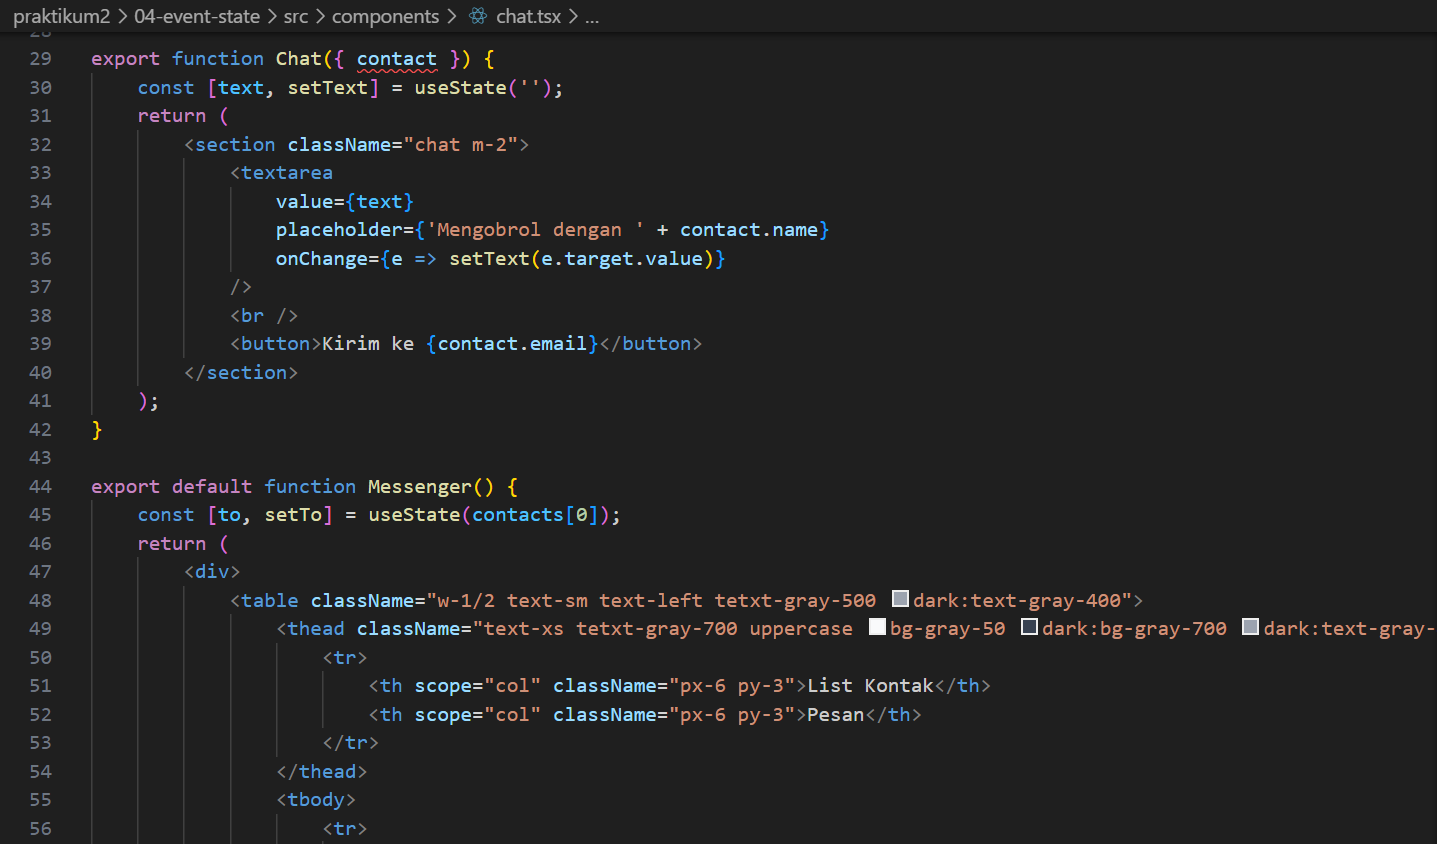 praktikum2 > 04-event-state > src > components > chat.tsx > ...
28
29 export function Chat({ contact }) {
30 const [text, setText] = useState('');
31 return (
32 <section className="chat m-2">
33 <textarea
34 value={text}
35 placeholder={'Mengobrol dengan ' + contact.name}
36 onChange={e => setText(e.target.value)}
37 />
38 <br />
39 <button>Kirim ke {contact.email}</button>
40 </section>
41 );
42 }
43
44 export default function Messenger() {
45 const [to, setTo] = useState(contacts[0]);
46 return (
47 <div>
48 <table className="w-1/2 text-sm text-left tetxt-gray-500 dark:text-gray-400">
49 <thead className="text-xs tetxt-gray-700 uppercase bg-gray-50 dark:bg-gray-700 dark:text-gray-
50 <tr>
51 <th scope="col" className="px-6 py-3">List Kontak</th>
52 <th scope="col" className="px-6 py-3">Pesan</th>
53 </tr>
54 </thead>
55 <tbody>
56 <tr>